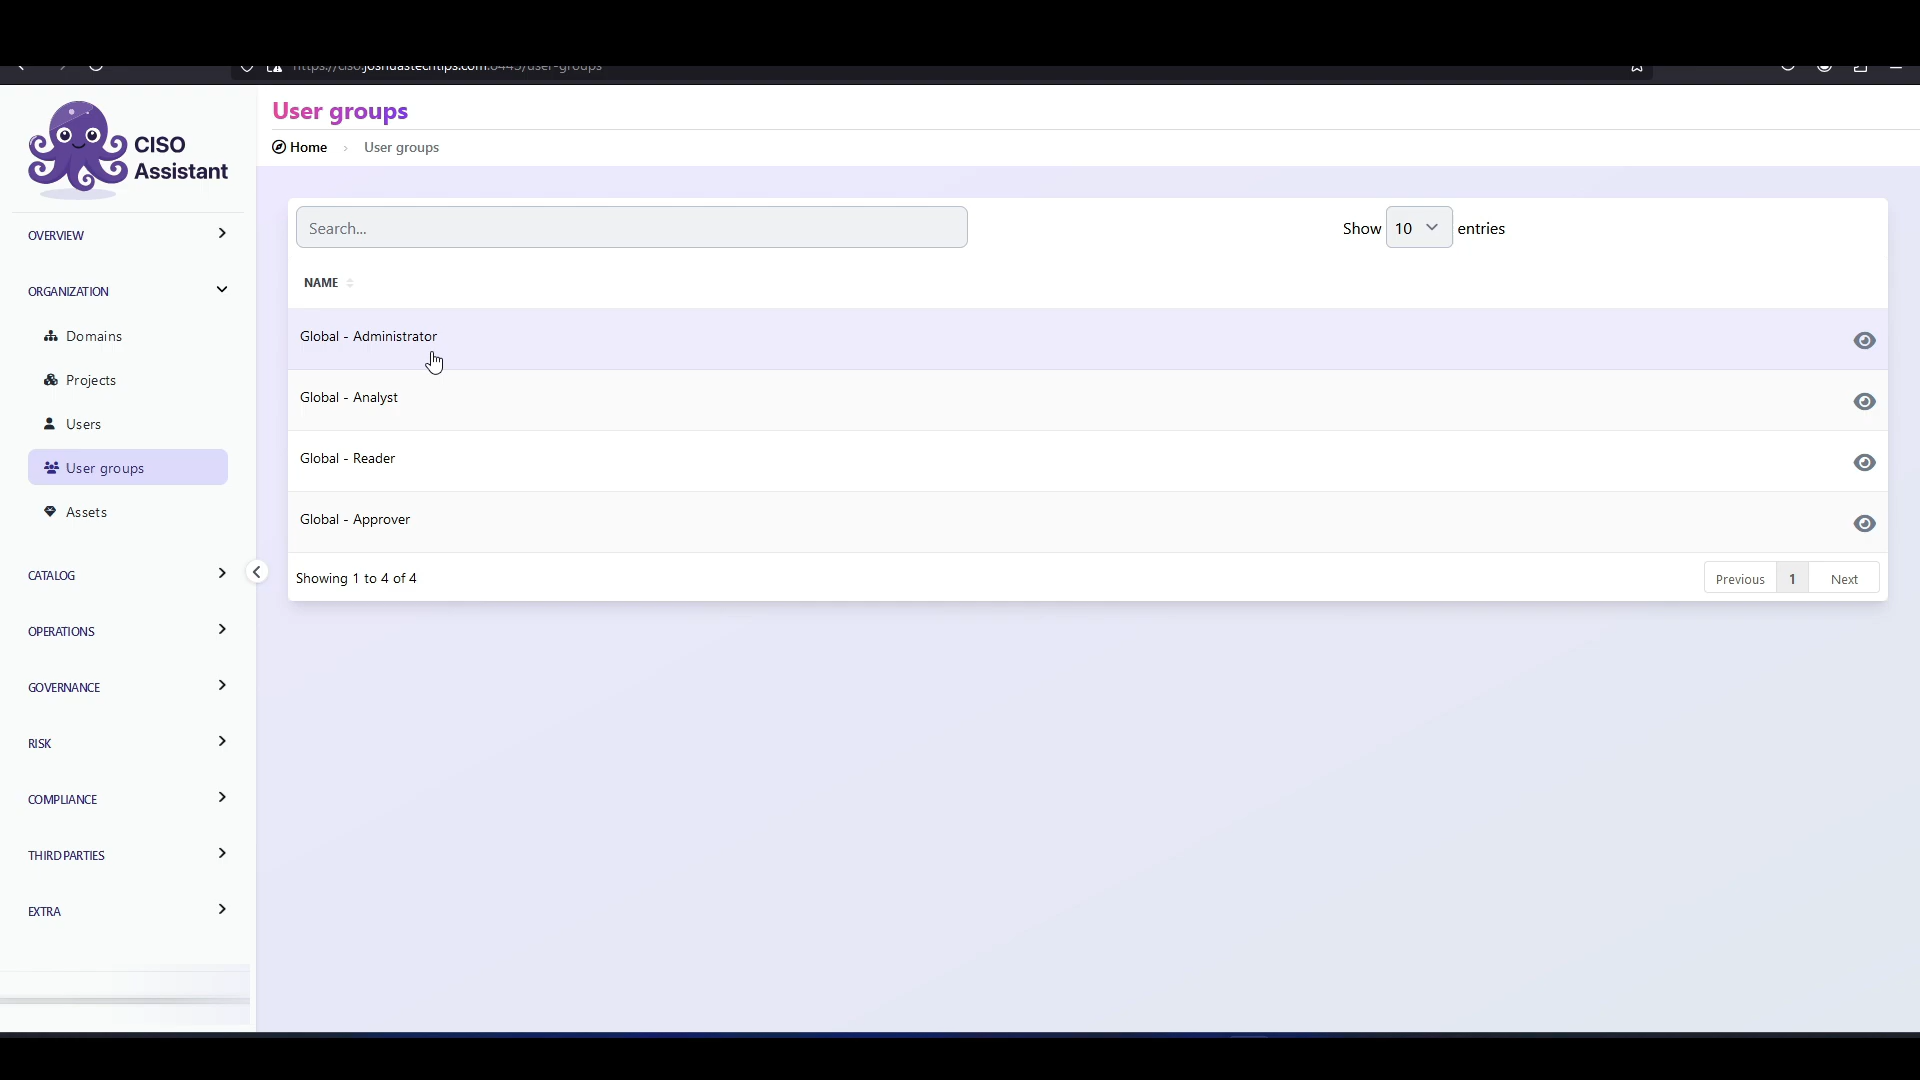 User groups
CISO
Assistant
Home › User groups
OVERVIEW
ORGANIZATION
Domains
Projects
Users
User groups
Assets
CATALOG
OPERATIONS
GOVERNANCE
RISK
COMPLIANCE
THIRD PARTIES
EXTRA
Search...
Show 10 entries
NAME
Global - Administrator
Global - Analyst
Global - Reader
Global - Approver
Showing 1 to 4 of 4
Previous 1 Next